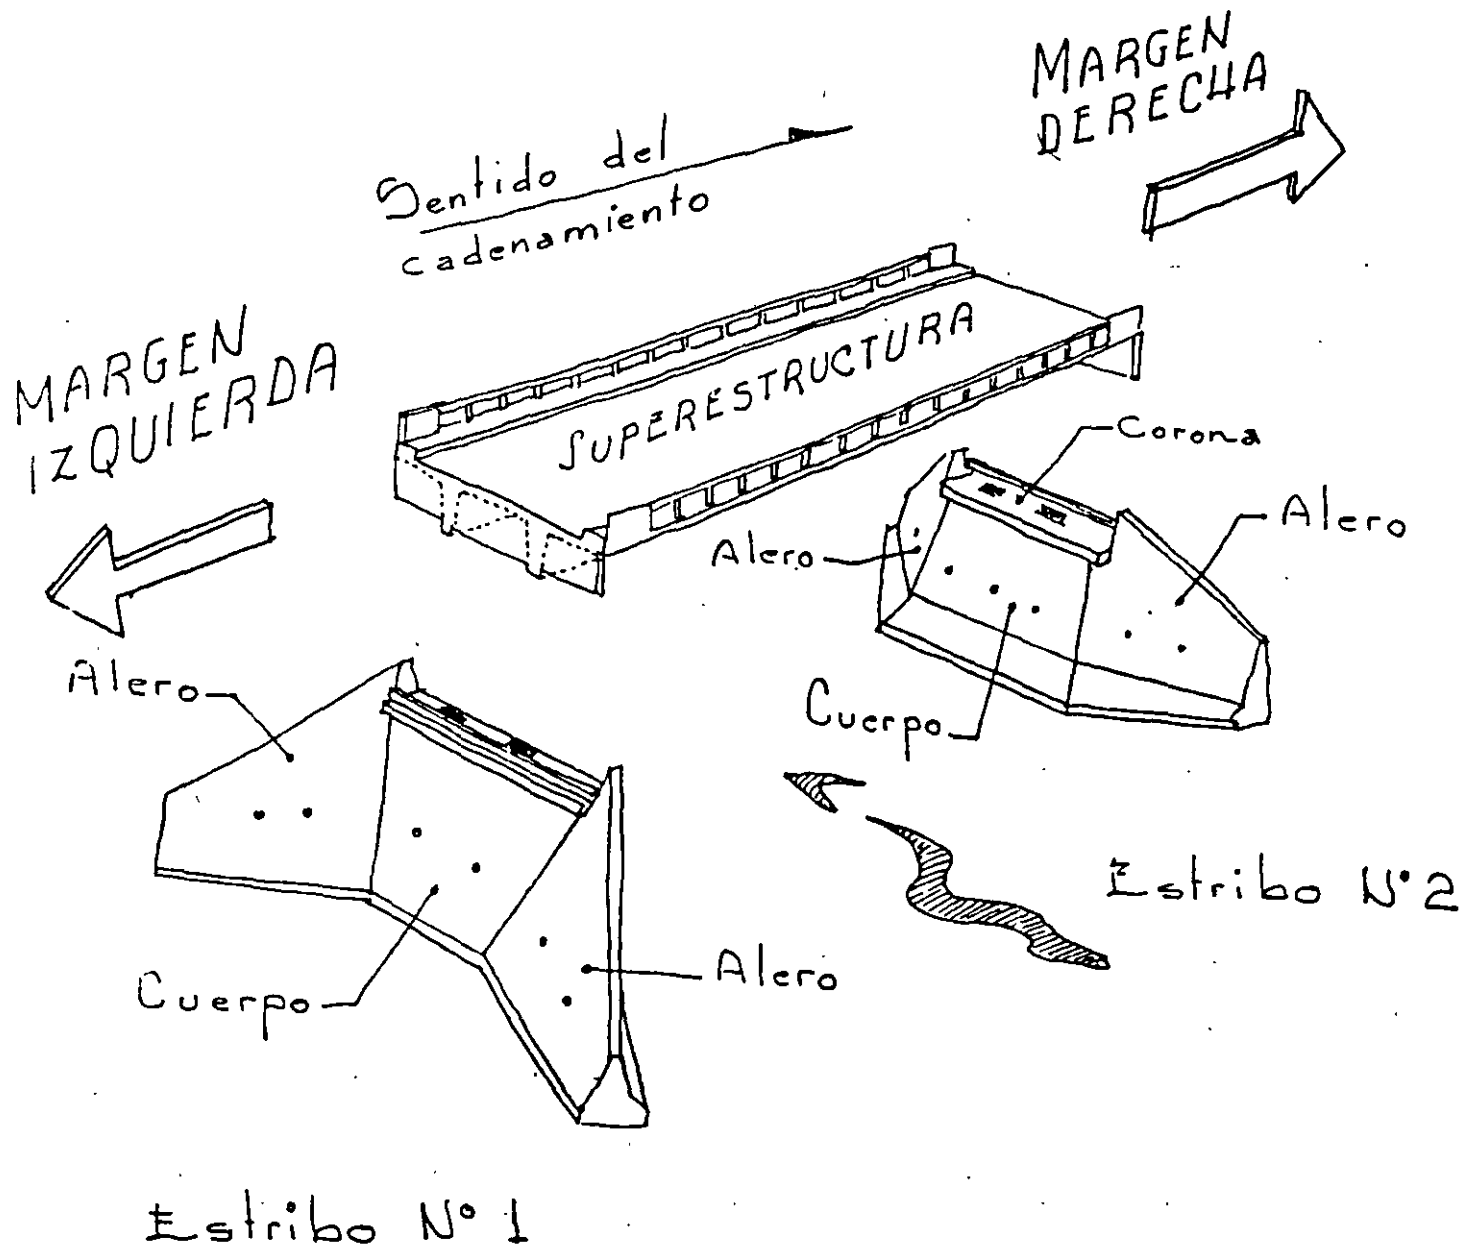 MARGEN
DERECHA
Sentido del
cadenamiento
MARGEN
IZQUIERDA
SUPERESTRUCTURA
Corona
Alero
Alero
Alero
Cuerpo
Estribo N° 2
Alero
Cuerpo
Estribo N° 1